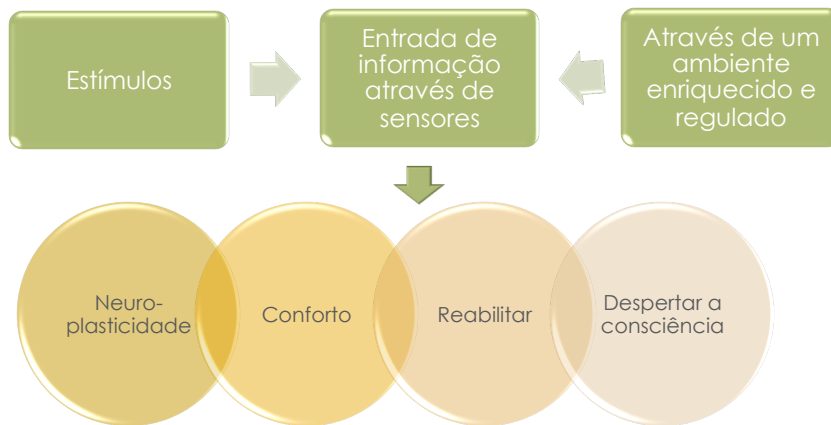 Estímulos
Entrada de
informação
através de
sensores
Através de um
ambiente
enriquecido e
regulado
Neuro-
plasticidade
Conforto
Reabilitar
Despertar a
consciência